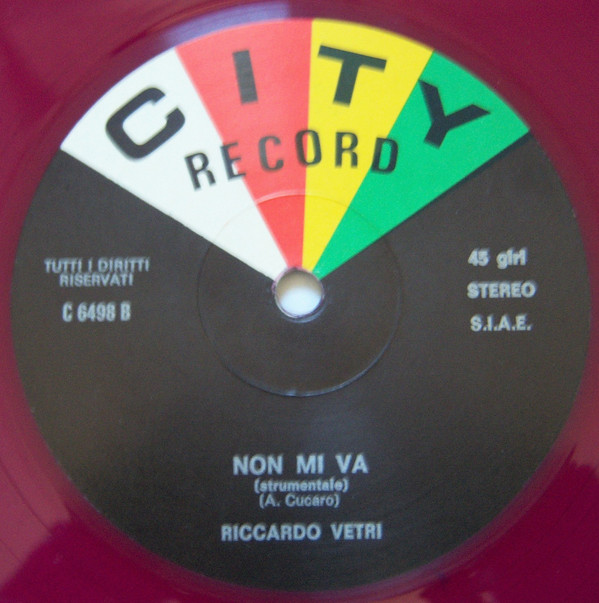 CITY
RECORD
TUTTI I DIRITTI
RISERVATI
C 6498 B
45 giri
STEREO
S.I.A.E.
NON MI VA
(strumentale)
(A. Cucaro)
RICCARDO VETRI